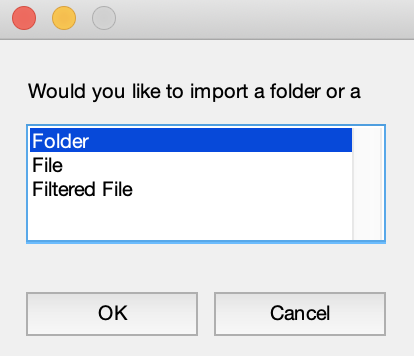 Would you like to import a folder or a
Folder
File
Filtered File
OK
Cancel